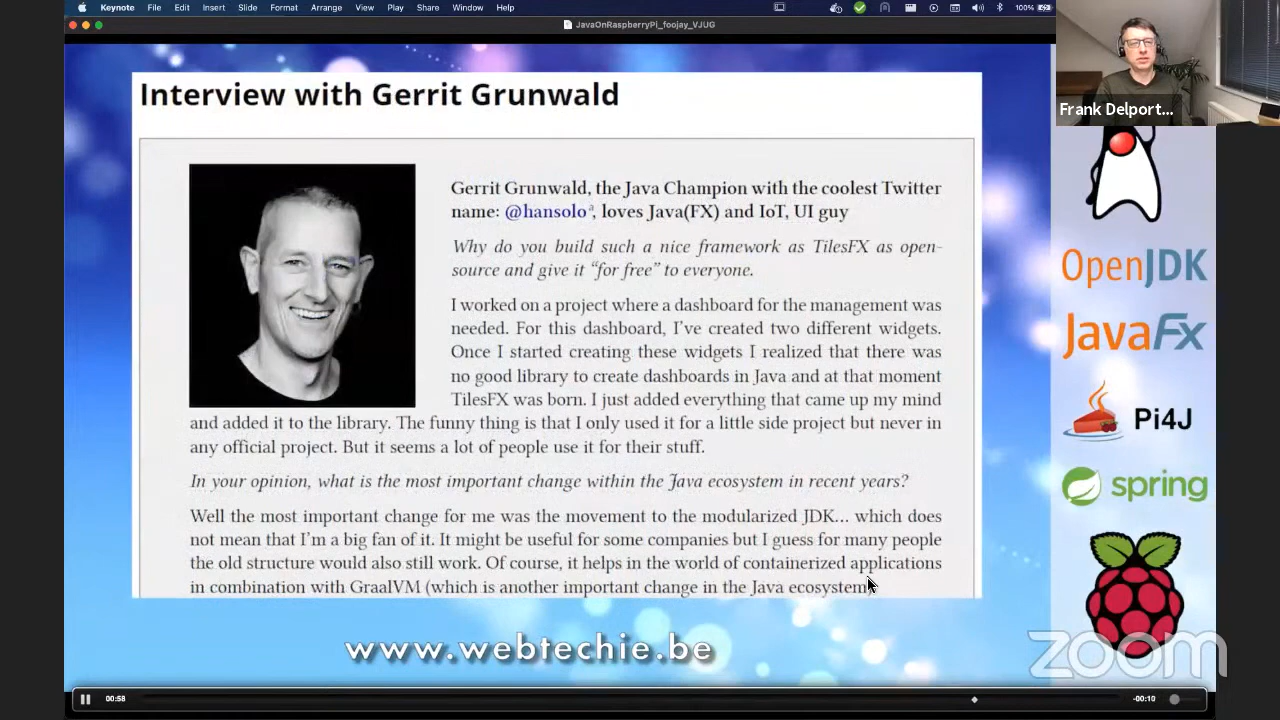 Keynote File Edit Insert Slide Format Arrange View Play Share Window Help 100%
JavaOnRaspberryPi_foojay_VJUG
Interview with Gerrit Grunwald
Gerrit Grunwald, the Java Champion with the coolest Twitter
name: @hansolo a, loves Java(FX) and IoT, UI guy
Why do you build such a nice framework as TilesFX as open-
source and give it “for free” to everyone.
I worked on a project where a dashboard for the management was
needed. For this dashboard, I’ve created two different widgets.
Once I started creating these widgets I realized that there was
no good library to create dashboards in Java and at that moment
TilesFX was born. I just added everything that came up my mind
and added it to the library. The funny thing is that I only used it for a little side project but never in
any official project. But it seems a lot of people use it for their stuff.
In your opinion, what is the most important change within the Java ecosystem in recent years?
Well the most important change for me was the movement to the modularized JDK… which does
not mean that I’m a big fan of it. It might be useful for some companies but I guess for many people
the old structure would also still work. Of course, it helps in the world of containerized applications
in combination with GraalVM (which is another important change in the Java ecosystem)
www.webtechie.be
00:58
-00:10
Frank Delport...
OpenJDK
JavaFX
Pi4J
spring
zoom